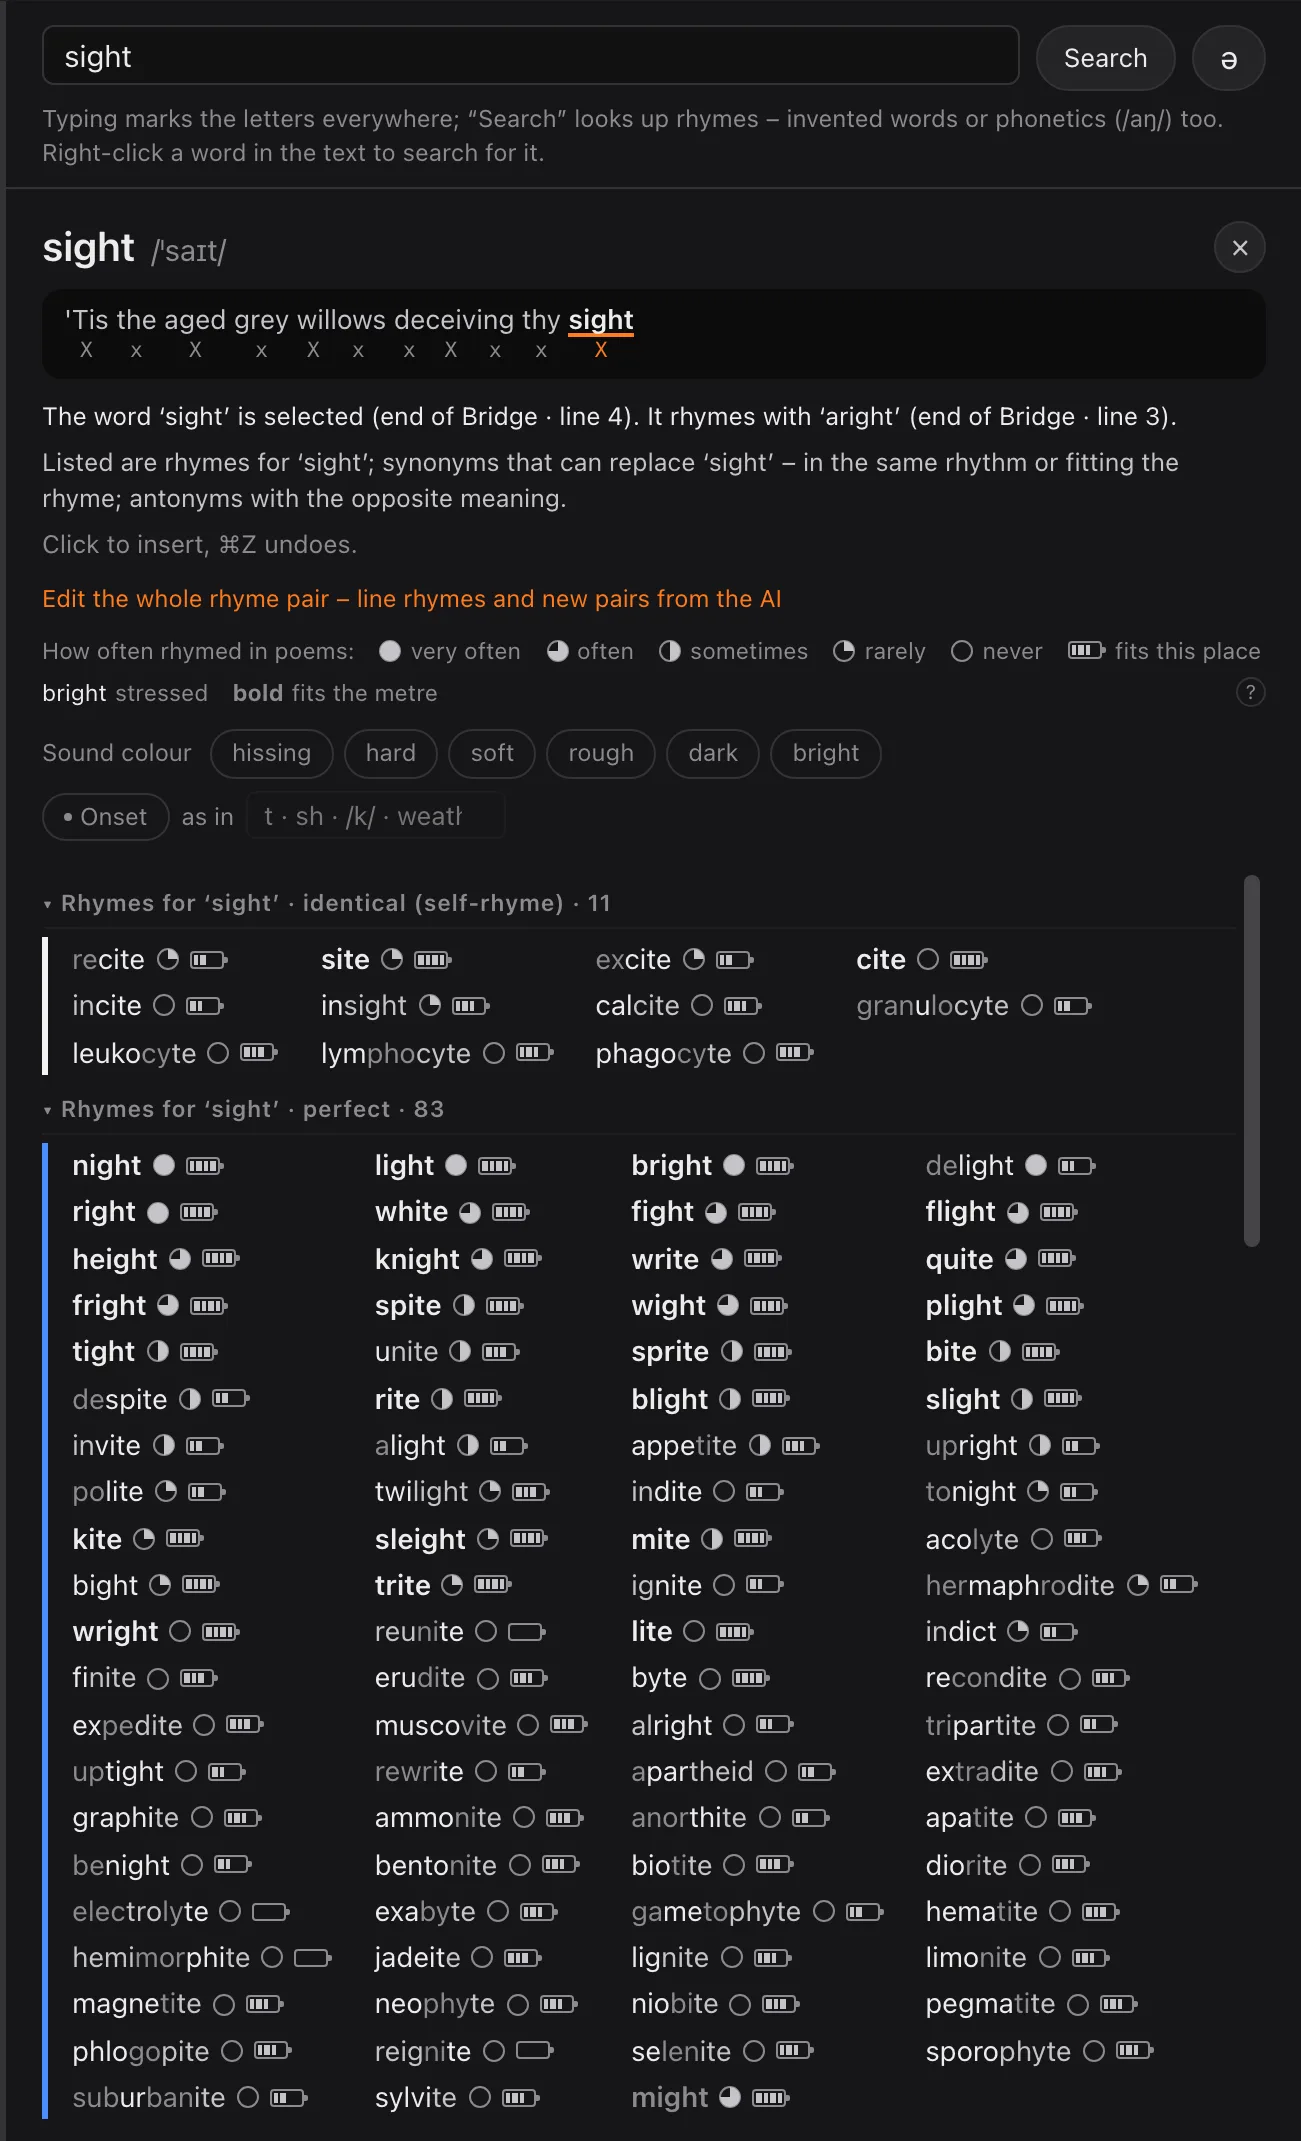 sight Search ə
Typing marks the letters everywhere; “Search” looks up rhymes – invented words or phonetics (/aŋ/) too.
Right-click a word in the text to search for it.
sight /ˈsaɪt/ ×
'Tis the aged grey willows deceiving thy sight
X x X x X x x X x x X
The word ‘sight’ is selected (end of Bridge · line 4). It rhymes with ‘aright’ (end of Bridge · line 3).
Listed are rhymes for ‘sight’; synonyms that can replace ‘sight’ – in the same rhythm or fitting the
rhyme; antonyms with the opposite meaning.
Click to insert, ⌘Z undoes.
Edit the whole rhyme pair – line rhymes and new pairs from the AI
How often rhymed in poems: very often often sometimes rarely never fits this place
bright stressed bold fits the metre ?
Sound colour hissing hard soft rough dark bright
• Onset as in t · sh · /k/ · weath
▾ Rhymes for ‘sight’ · identical (self-rhyme) · 11
recite site excite cite
incite insight calcite granulocyte
leukocyte lymphocyte phagocyte
▾ Rhymes for ‘sight’ · perfect · 83
night light bright delight
right white fight flight
height knight write quite
fright spite wight plight
tight unite sprite bite
despite rite blight slight
invite alight appetite upright
polite twilight indite tonight
kite sleight mite acolyte
bight trite ignite hermaphrodite
wright reunite lite indict
finite erudite byte recondite
expedite muscovite alright tripartite
uptight rewrite apartheid extradite
graphite ammonite anorthite apatite
benight bentonite biotite diorite
electrolyte exabyte gametophyte hematite
hemimorphite jadeite lignite limonite
magnetite neophyte niobite pegmatite
phlogopite reignite selenite sporophyte
suburbanite sylvite might